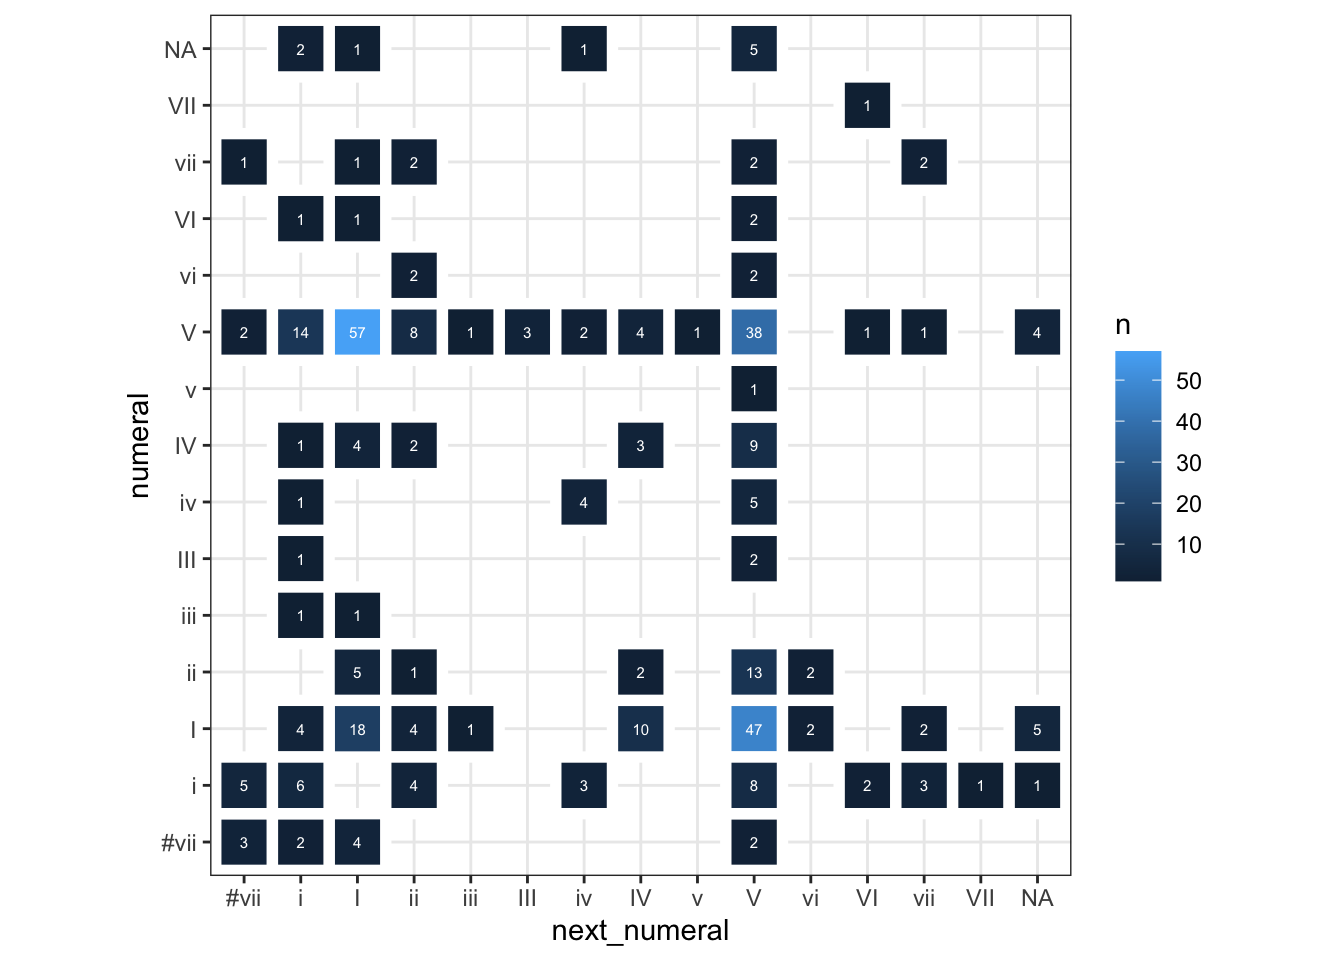 NA 2 1 1 5
VII 1
vii 1 1 2 2 2
VI 1 1 2
vi 2 2
V 2 14 57 8 1 3 2 4 1 38 1 1 4
v 1
IV 1 4 2 3 9
iv 1 4 5
III 1 2
iii 1 1
ii 5 1 2 13 2
I 4 18 4 1 10 47 2 2 5
i 5 6 4 3 8 2 3 1 1
#vii 3 2 4 2
#vii i I ii iii III iv IV v V vi VI vii VII NA
next_numeral
numeral
n
50
40
30
20
10